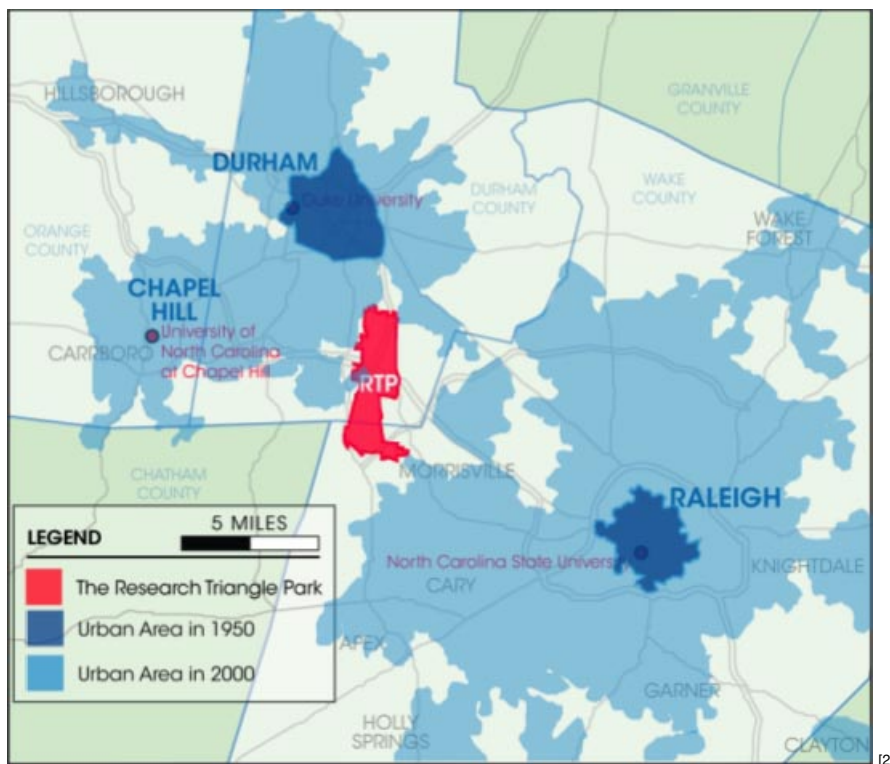 HILLSBOROUGH
GRANVILLE
COUNTY
DURHAM
Duke University
DURHAM
COUNTY
WAKE
COUNTY
WAKE
FOREST
ORANGE
COUNTY
CHAPEL
HILL
University of
North Carolina
at Chapel Hill
CARRBORO
RTP
MORRISVILLE
CHATHAM
COUNTY
RALEIGH
North Carolina State University
KNIGHTDALE
CARY
LEGEND
5 MILES
The Research Triangle Park
Urban Area in 1950
Urban Area in 2000
APEX
GARNER
HOLLY
SPRINGS
CLAYTON
[2